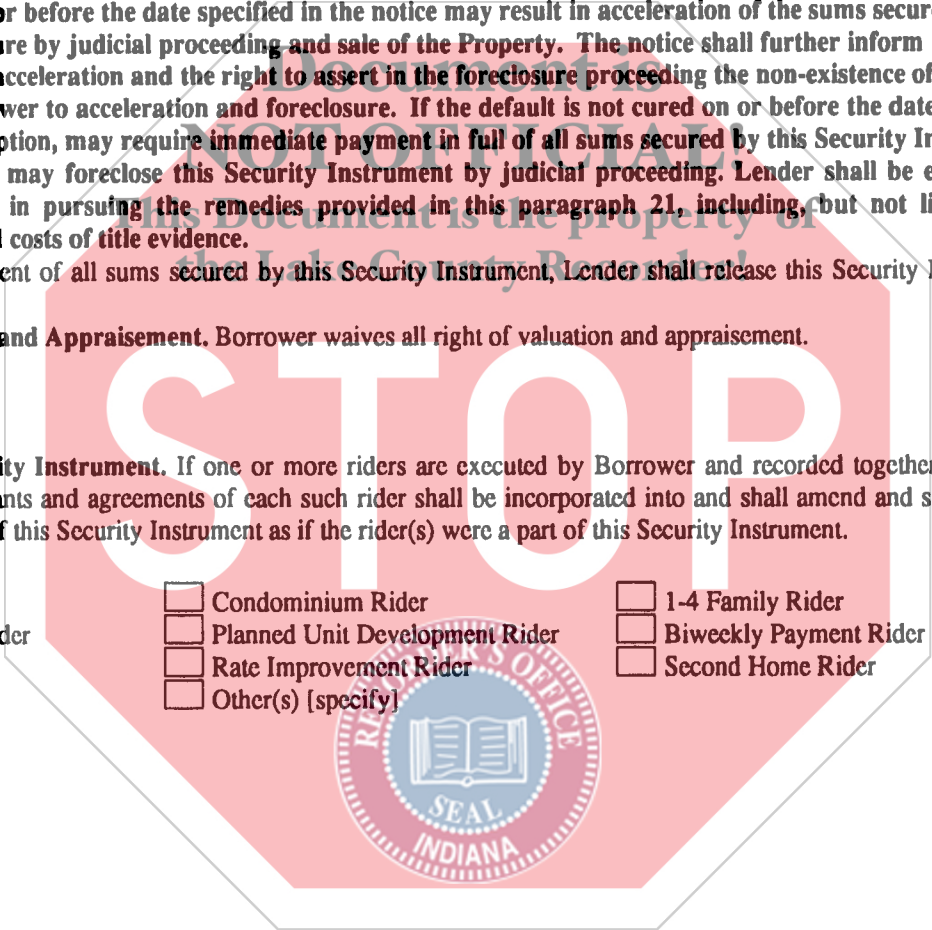 or before the date specified in the notice may result in acceleration of the sums secur
re by judicial proceeding and sale of the Property. The notice shall further inform
acceleration and the right to assert in the foreclosure proceeding the non-existence of
wer to acceleration and foreclosure. If the default is not cured on or before the date
ption, may require immediate payment in full of all sums secured by this Security In
may foreclose this Security Instrument by judicial proceeding. Lender shall be e
in pursuing the remedies provided in this paragraph 21, including, but not li
costs of title evidence.
ent of all sums secured by this Security Instrument, Lender shall release this Security I
and Appraisement. Borrower waives all right of valuation and appraisement.
ity Instrument. If one or more riders are executed by Borrower and recorded together
nts and agreements of each such rider shall be incorporated into and shall amend and s
f this Security Instrument as if the rider(s) were a part of this Security Instrument.
Condominium Rider 1-4 Family Rider
der Planned Unit Development Rider Biweekly Payment Rider
Rate Improvement Rider Second Home Rider
Other(s) [specify]
Document is
NOT OFFICIAL!
This Document is the property of
the Lake County Recorder!
STOP
RECORDER'S OFFICE
SEAL
INDIANA